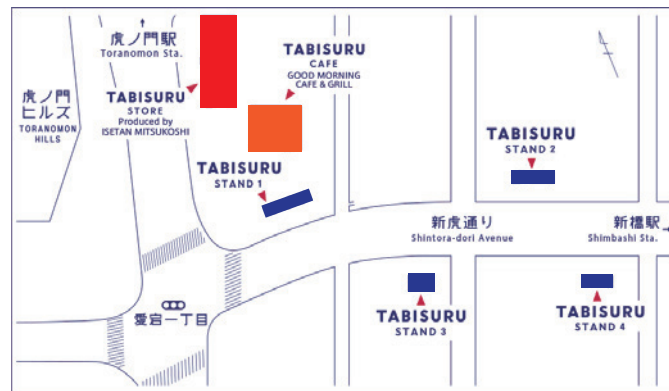 虎ノ門駅
Toranomon Sta.
TABISURU
CAFE
GOOD MORNING
CAFE & GRILL
虎ノ門
ヒルズ
TORANOMON
HILLS
TABISURU
STORE
Produced by
ISETAN MITSUKOSHI
TABISURU
STAND 2
TABISURU
STAND 1
新虎通り
Shintora-dori Avenue
新橋駅
Shimbashi Sta.
愛宕一丁目
TABISURU
STAND 3
TABISURU
STAND 4